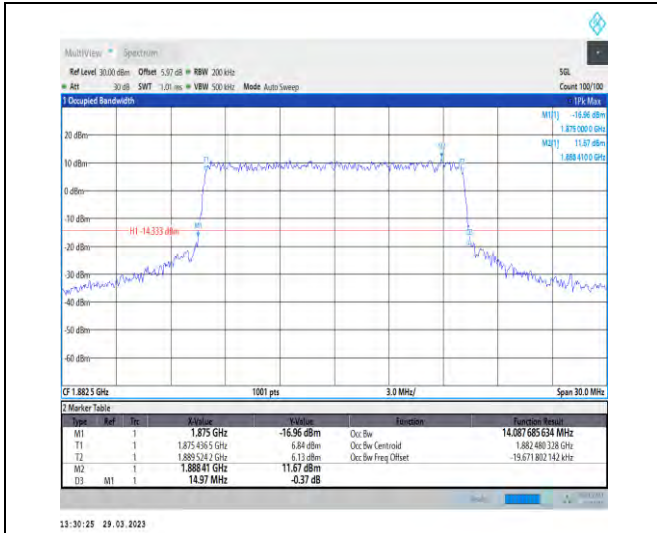 MultiView Spectrum
Ref Level 30.00 dBm Offset 5.97 dB RBW 200 kHz SGL
Att 30 dB SWT 1.01 ms VBW 500 kHz Mode Auto Sweep Count 100/100
1 Occupied Bandwidth 1Pk Max
M1[1] -16.96 dBm
1.875 000 0 GHz
M2[1] 11.67 dBm
1.888 410 0 GHz
20 dBm
10 dBm
0 dBm
-10 dBm
H1 -14.333 dBm
M1
-20 dBm
-30 dBm
-40 dBm
-50 dBm
-60 dBm
CF 1.882 5 GHz 1001 pts 3.0 MHz/ Span 30.0 MHz
2 Marker Table
Type Ref Trc X-Value Y-Value Function Function Result
M1 1 1.875 GHz -16.96 dBm Occ Bw 14.087 685 634 MHz
T1 1 1.875 436 5 GHz 6.84 dBm Occ Bw Centroid 1.882 480 328 GHz
T2 1 1.889 524 2 GHz 6.13 dBm Occ Bw Freq Offset -19.671 802 142 kHz
M2 1 1.888 41 GHz 11.67 dBm
D3 M1 1 14.97 MHz -0.37 dB
13:30:25 29.03.2023